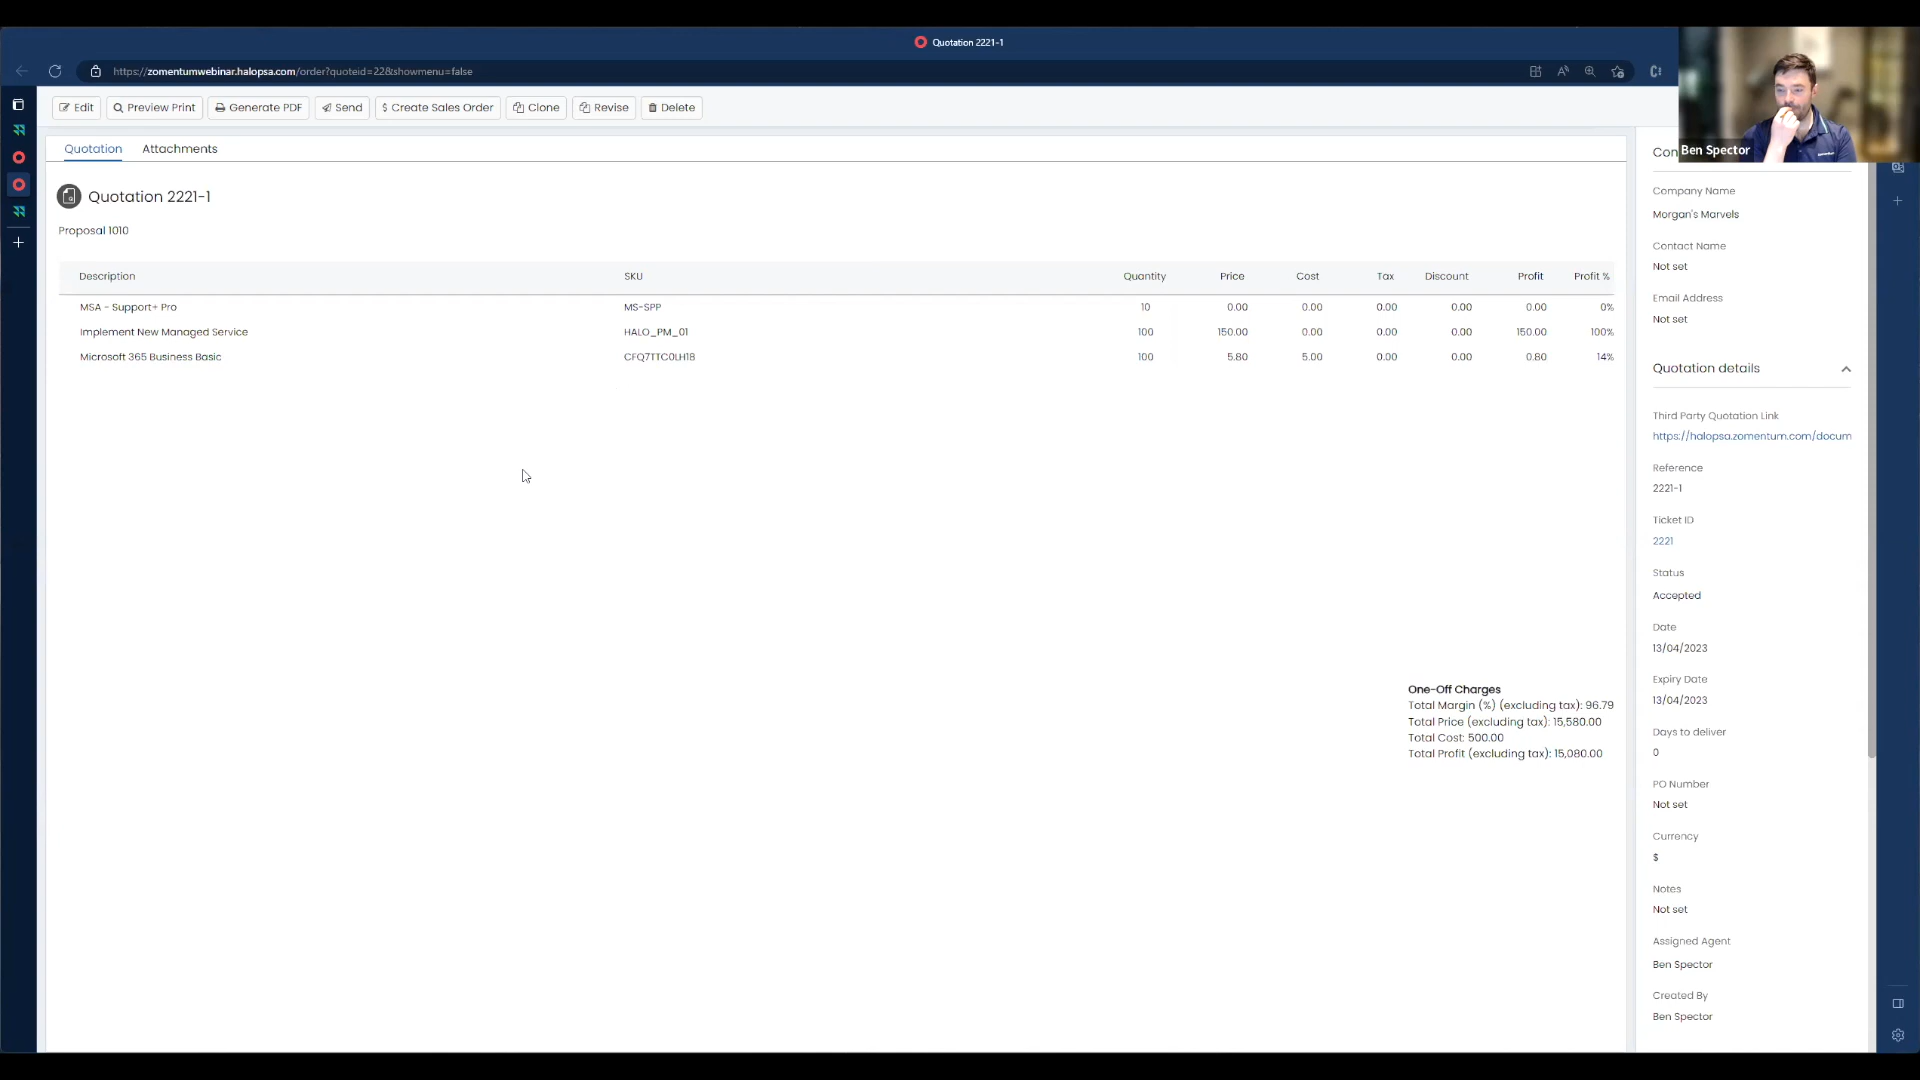 Quotation 2221-1
https://zomentumwebinar.halopsa.com/order?quoteid=228&showmenu=false
Edit Preview Print Generate PDF Send $ Create Sales Order Clone Revise Delete
Ben Spector
Quotation Attachments
Con
Quotation 2221-1
Proposal 1010
Description SKU Quantity Price Cost Tax Discount Profit Profit %
MSA - Support+ Pro MS-SPP 10 0.00 0.00 0.00 0.00 0.00 0%
Implement New Managed Service HALO_PM_01 100 150.00 0.00 0.00 0.00 150.00 100%
Microsoft 365 Business Basic CFQ7TTC0LH18 100 5.80 5.00 0.00 0.00 0.80 14%
One-Off Charges
Total Margin (%) (excluding tax): 96.79
Total Price (excluding tax): 15,580.00
Total Cost: 500.00
Total Profit (excluding tax): 15,080.00
Company Name
Morgan's Marvels
Contact Name
Not set
Email Address
Not set
Quotation details
Third Party Quotation Link
https://halopsa.zomentum.com/docum
Reference
2221-1
Ticket ID
2221
Status
Accepted
Date
13/04/2023
Expiry Date
13/04/2023
Days to deliver
0
PO Number
Not set
Currency
$
Notes
Not set
Assigned Agent
Ben Spector
Created By
Ben Spector